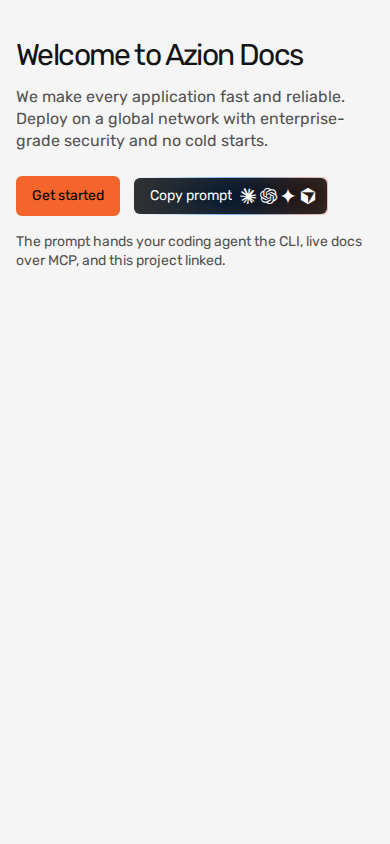 Welcome to Azion Docs
We make every application fast and reliable.
Deploy on a global network with enterprise-
grade security and no cold starts.
Get started
Copy prompt
The prompt hands your coding agent the CLI, live docs
over MCP, and this project linked.